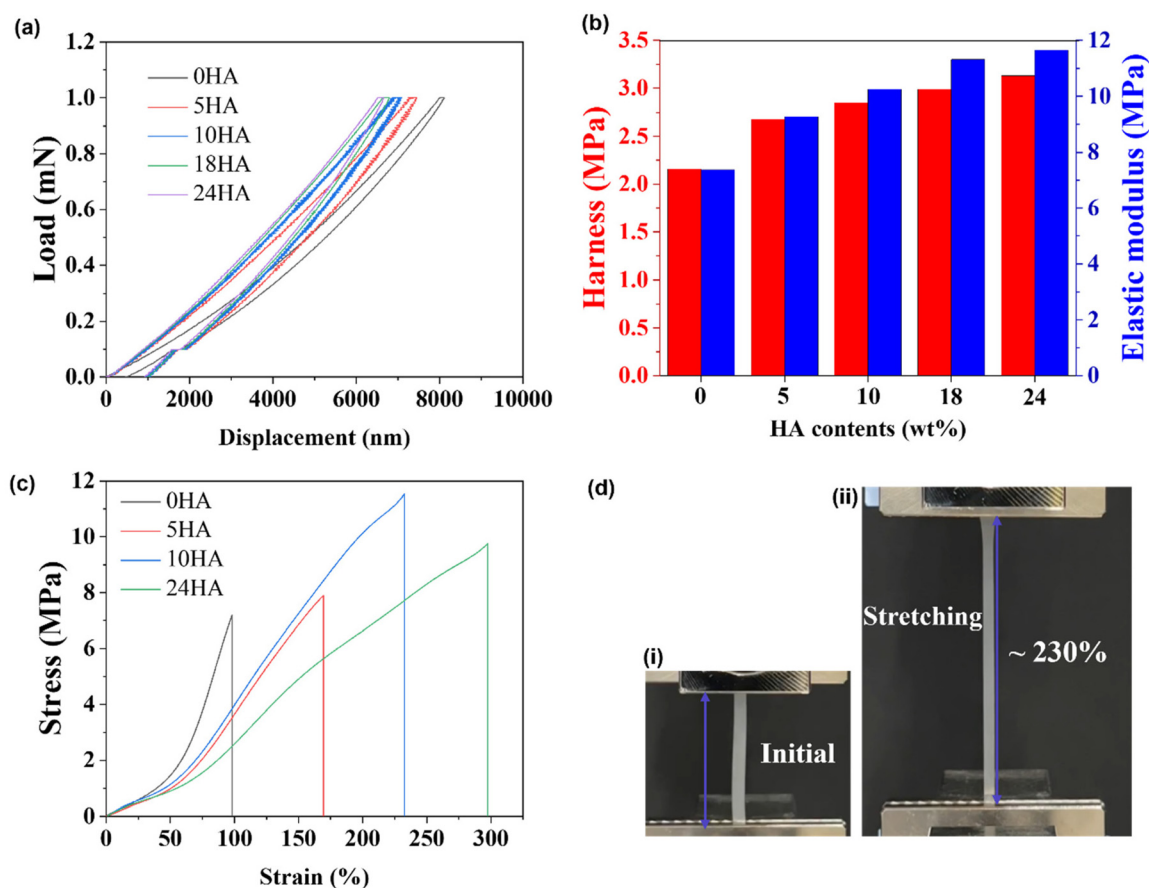 (a)
1.2
1.0
0.8
0.6
0.4
0.2
0.0
Load (mN)
0HA
5HA
10HA
18HA
24HA
0 2000 4000 6000 8000 10000
Displacement (nm)
(b)
3.5
3.0
2.5
2.0
1.5
1.0
0.5
0.0
Harness (MPa)
12
10
8
6
4
2
0
Elastic modulus (MPa)
0 5 10 18 24
HA contents (wt%)
(c)
12
10
8
6
4
2
0
Stress (MPa)
0HA
5HA
10HA
24HA
0 50 100 150 200 250 300
Strain (%)
(d)
(i)
Initial
(ii)
Stretching
~ 230%